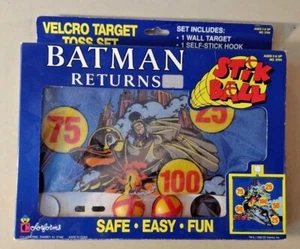 VELCRO TARGET
TOSS SET
SET INCLUDES:
• 1 WALL TARGET
• 1 SELF-STICK HOOK
BATMAN
RETURNS
STIK
BALL
75
25
100
Colorforms
SAFE · EASY · FUN